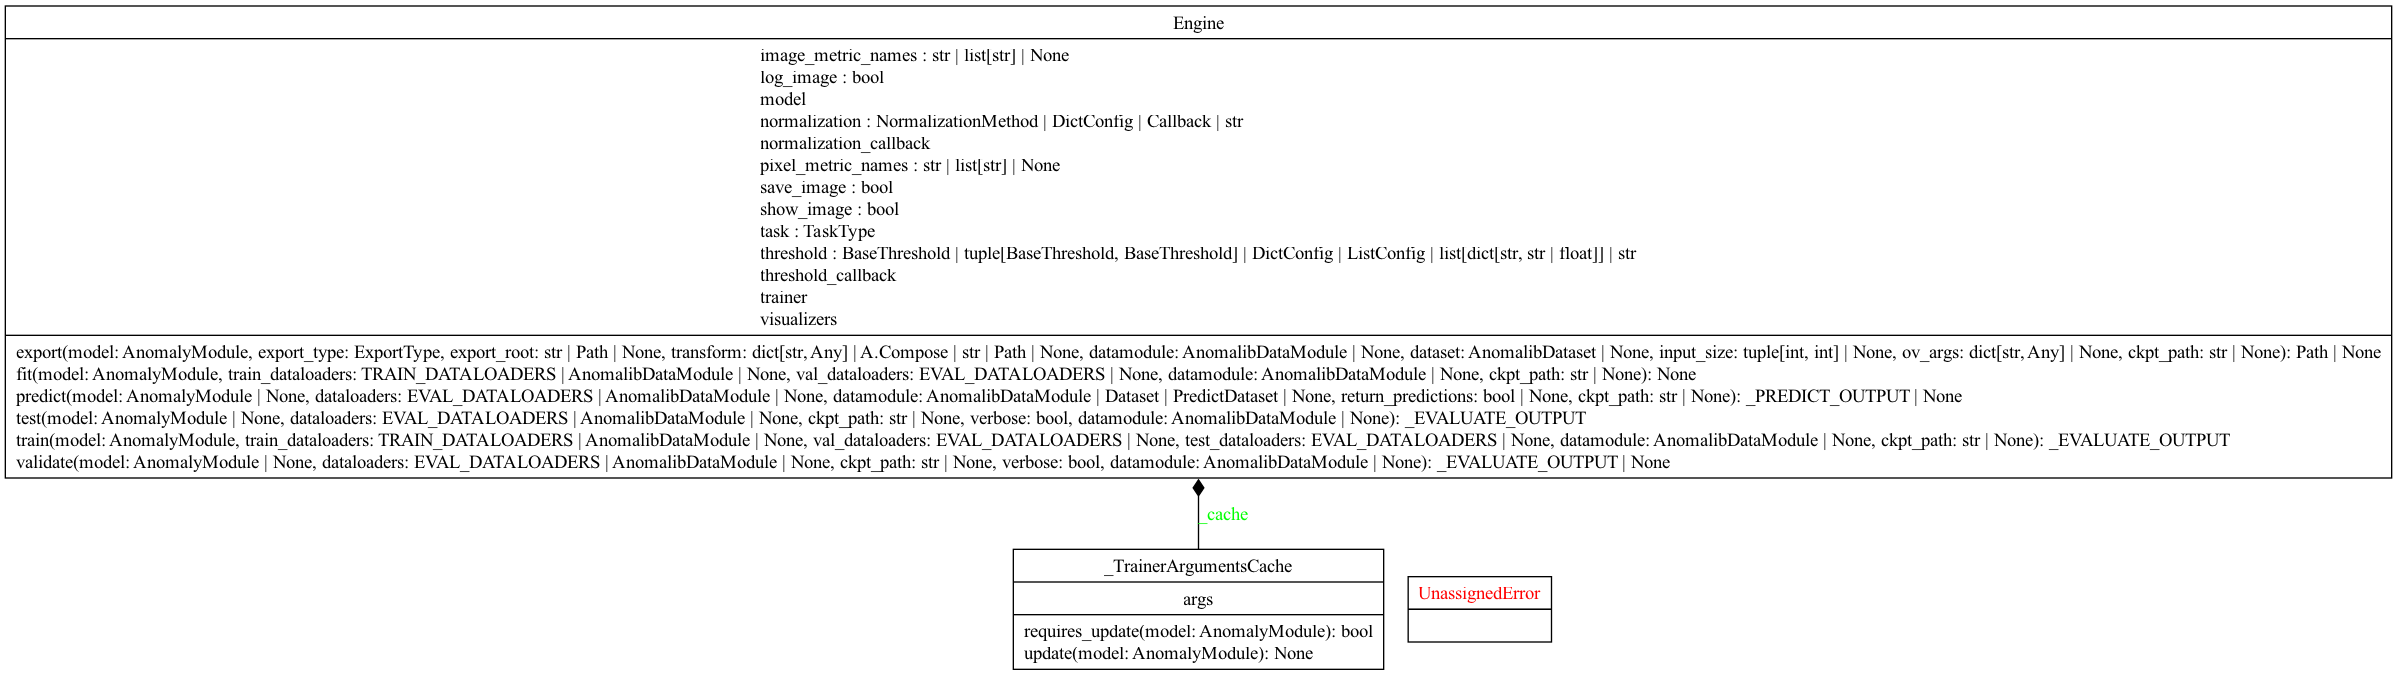 Engine
image_metric_names : str | list[str] | None
log_image : bool
model
normalization : NormalizationMethod | DictConfig | Callback | str
normalization_callback
pixel_metric_names : str | list[str] | None
save_image : bool
show_image : bool
task : TaskType
threshold : BaseThreshold | tuple[BaseThreshold, BaseThreshold] | DictConfig | ListConfig | list[dict[str, str | float]] | str
threshold_callback
trainer
visualizers
export(model: AnomalyModule, export_type: ExportType, export_root: str | Path | None, transform: dict[str, Any] | A.Compose | str | Path | None, datamodule: AnomalibDataModule | None, dataset: AnomalibDataset | None, input_size: tuple[int, int] | None, ov_args: dict[str, Any] | None, ckpt_path: str | None): Path | None
fit(model: AnomalyModule, train_dataloaders: TRAIN_DATALOADERS | AnomalibDataModule | None, val_dataloaders: EVAL_DATALOADERS | None, datamodule: AnomalibDataModule | None, ckpt_path: str | None): None
predict(model: AnomalyModule | None, dataloaders: EVAL_DATALOADERS | AnomalibDataModule | None, datamodule: AnomalibDataModule | Dataset | PredictDataset | None, return_predictions: bool | None, ckpt_path: str | None): _PREDICT_OUTPUT | None
test(model: AnomalyModule | None, dataloaders: EVAL_DATALOADERS | AnomalibDataModule | None, ckpt_path: str | None, verbose: bool, datamodule: AnomalibDataModule | None): _EVALUATE_OUTPUT
train(model: AnomalyModule, train_dataloaders: TRAIN_DATALOADERS | AnomalibDataModule | None, val_dataloaders: EVAL_DATALOADERS | None, test_dataloaders: EVAL_DATALOADERS | None, datamodule: AnomalibDataModule | None, ckpt_path: str | None): _EVALUATE_OUTPUT
validate(model: AnomalyModule | None, dataloaders: EVAL_DATALOADERS | AnomalibDataModule | None, ckpt_path: str | None, verbose: bool, datamodule: AnomalibDataModule | None): _EVALUATE_OUTPUT | None
_cache
_TrainerArgumentsCache
args
requires_update(model: AnomalyModule): bool
update(model: AnomalyModule): None
UnassignedError